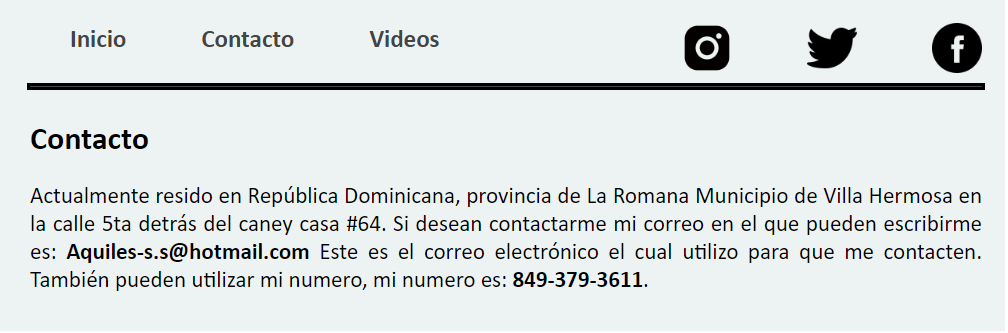 Inicio Contacto Videos
Contacto
Actualmente resido en República Dominicana, provincia de La Romana Municipio de Villa Hermosa en
la calle 5ta detrás del caney casa #64. Si desean contactarme mi correo en el que pueden escribirme
es: Aquiles-s.s@hotmail.com Este es el correo electrónico el cual utilizo para que me contacten.
También pueden utilizar mi numero, mi numero es: 849-379-3611.